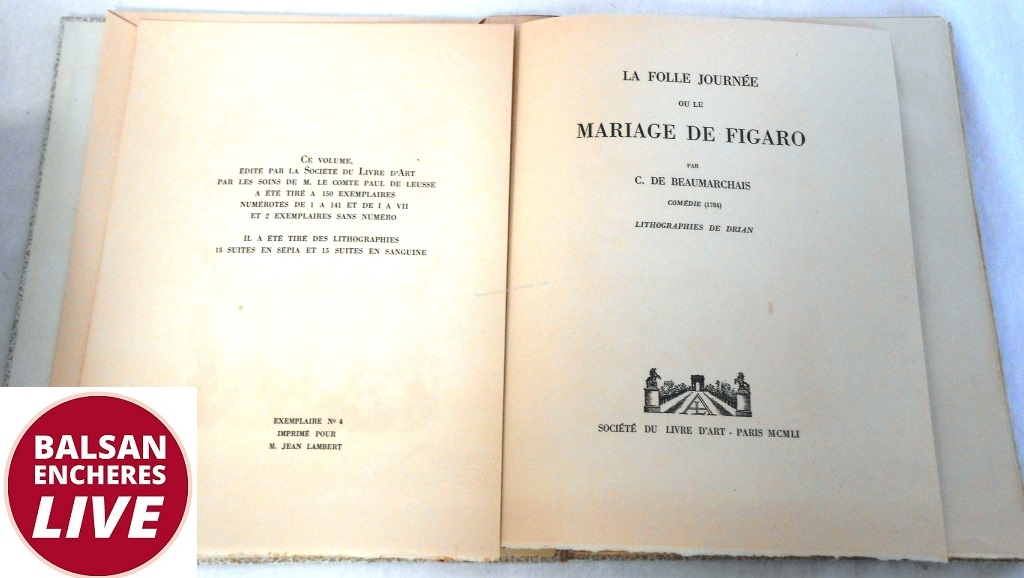 CE VOLUME,
ÉDITÉ PAR LA SOCIÉTÉ DU LIVRE D'ART
PAR LES SOINS DE M. LE COMTE PAUL DE LEUSSE
A ÉTÉ TIRÉ A 150 EXEMPLAIRES
NUMÉROTÉS DE 1 A 141 ET DE I A VII
ET 2 EXEMPLAIRES SANS NUMÉRO
IL A ÉTÉ TIRÉ DES LITHOGRAPHIES
15 SUITES EN SÉPIA ET 15 SUITES EN SANGUINE
EXEMPLAIRE Nº 4
IMPRIMÉ POUR
M. JEAN LAMBERT
LA FOLLE JOURNÉE
OU LE
MARIAGE DE FIGARO
PAR
C. DE BEAUMARCHAIS
COMÉDIE (1784)
LITHOGRAPHIES DE DRIAN
SOCIÉTÉ DU LIVRE D'ART - PARIS MCMLI
BALSAN
ENCHERES
LIVE